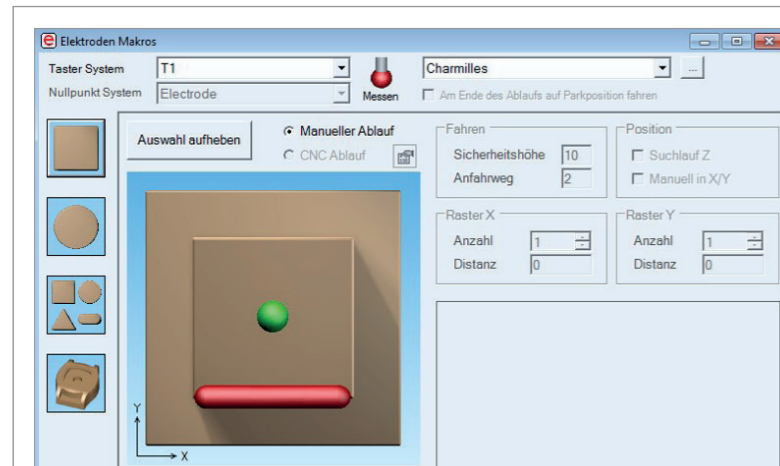 Elektroden Makros
Taster System T1 Charmilles ...
Nullpunkt System Electrode Messen Am Ende des Ablaufs auf Parkposition fahren
Auswahl aufheben
Manueller Ablauf
CNC Ablauf
Fahren
Sicherheitshöhe 10
Anfahrweg 2
Position
Suchlauf Z
Manuell in X/Y
Raster X
Anzahl 1
Distanz 0
Raster Y
Anzahl 1
Distanz 0
Y
X